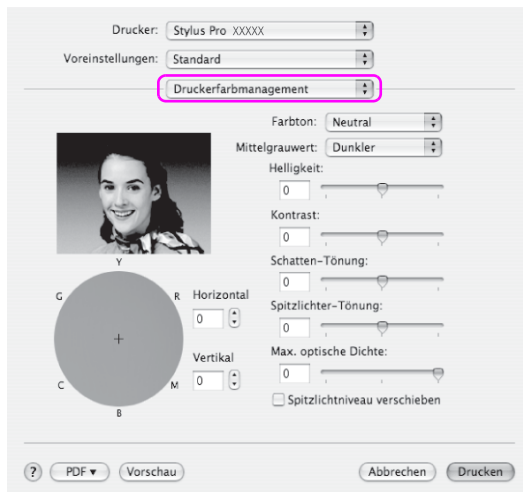 Drucker: Stylus Pro XXXXX
Voreinstellungen: Standard
Druckerfarbmanagement
Farbton: Neutral
Mittelgrauwert: Dunkler
Helligkeit:
0
Kontrast:
0
Schatten-Tönung:
0
Spitzlichter-Tönung:
0
Max. optische Dichte:
0
Spitzlichtniveau verschieben
Y
G R
C M
B
Horizontal
0
Vertikal
0
? PDF ▼ Vorschau Abbrechen Drucken